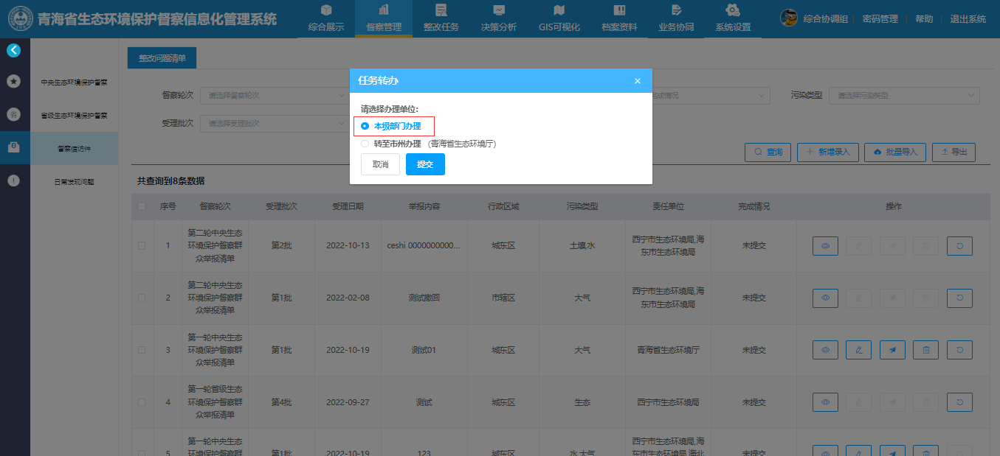 青海省生态环境保护督察信息化管理系统
综合展示
督察管理
整改任务
决策分析
GIS可视化
档案资料
业务协同
系统设置
综合协调组
密码管理
帮助
退出系统
中央生态环境保护督察
省
省级生态环境保护督察
督察信访件
日常发现问题
整改问题清单
督察轮次
请选择督察轮次
完成情况
污染类型
请选择污染类型
受理批次
请选择受理批次
任务转办
请选择办理单位:
本级部门办理
转至市州办理 (青海省生态环境厅)
取消
提交
查询
新增录入
批量导入
导出
共查询到8条数据
序号 督察轮次 受理批次 受理日期 举报内容 行政区域 污染类型 责任单位 完成情况 操作
1
第二轮中央生态
环境保护督察群
众举报清单
第2批
2022-10-13
ceshi 0000000000...
城东区
土壤,水
西宁市生态环境局,海
东市生态环境局
未提交
2
第二轮中央生态
环境保护督察群
众举报清单
第1批
2022-02-08
测试撤回
市辖区
大气
西宁市生态环境局,海
东市生态环境局
未提交
3
第一轮中央生态
环境保护督察群
众举报清单
第1批
2022-10-19
测试01
城东区
大气
青海省生态环境厅
未提交
4
第一轮省级生态
环境保护督察群
众举报清单
第4批
2022-09-27
测试
城东区
生态
西宁市生态环境局
未提交
5
第一轮中央生态
环境保护督察群
第1批
2022-10-19
123
城东区
水,大气
西宁市生态环境局,海
东市生态环境局,海北
未提交